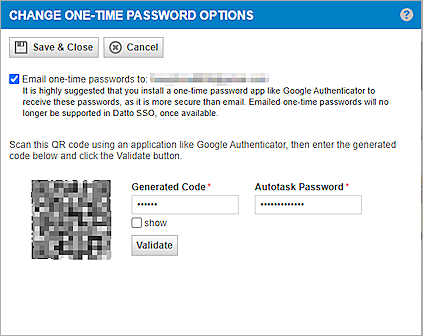 CHANGE ONE-TIME PASSWORD OPTIONS
Save & Close Cancel
Email one-time passwords to:
It is highly suggested that you install a one-time password app like Google Authenticator to
receive these passwords, as it is more secure than email. Emailed one-time passwords will no
longer be supported in Datto SSO, once available.
Scan this QR code using an application like Google Authenticator, then enter the generated
code below and click the Validate button.
Generated Code * Autotask Password *
•••••• •••••••••••••
show
Validate